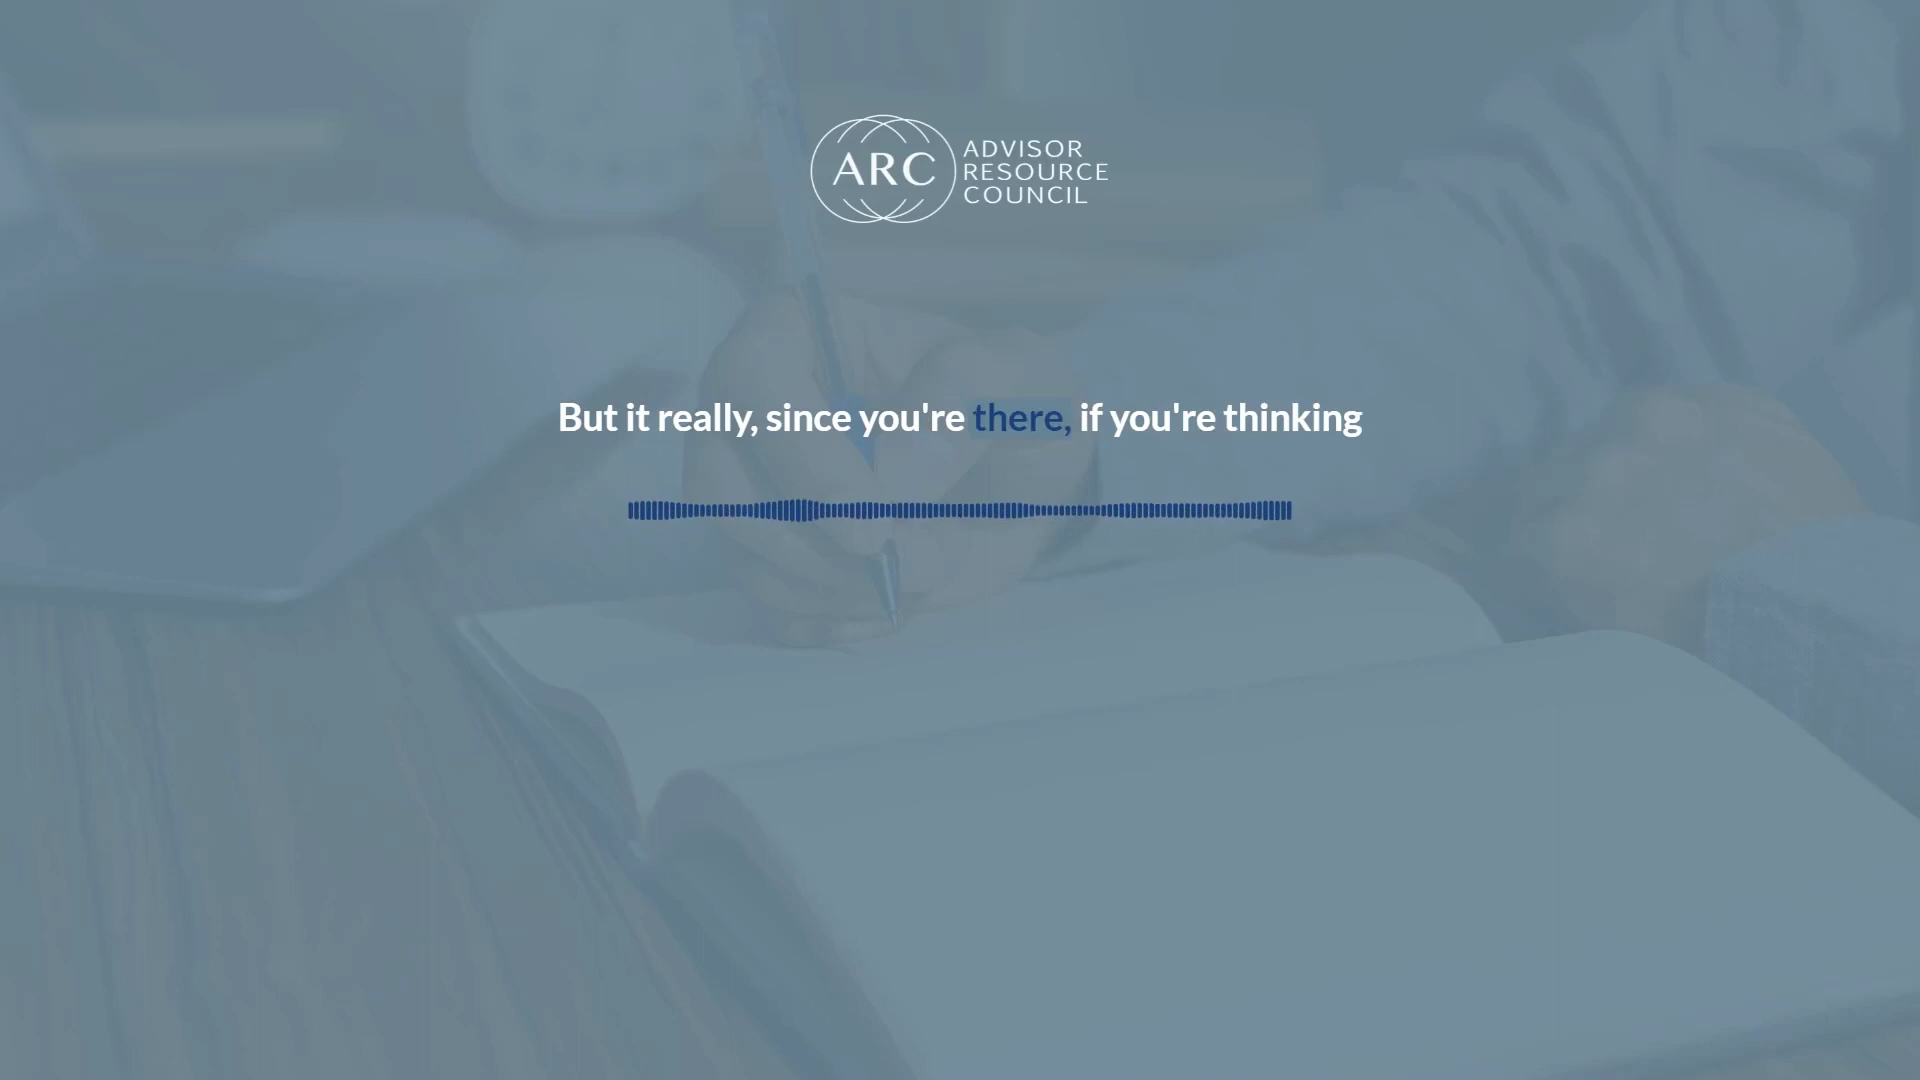 ARC
ADVISOR
RESOURCE
COUNCIL
But it really, since you're there, if you're thinking